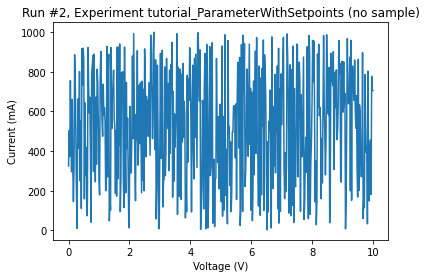 Run #2, Experiment tutorial_ParameterWithSetpoints (no sample)
1000
800
600
400
200
0
Current (mA)
0 2 4 6 8 10
Voltage (V)